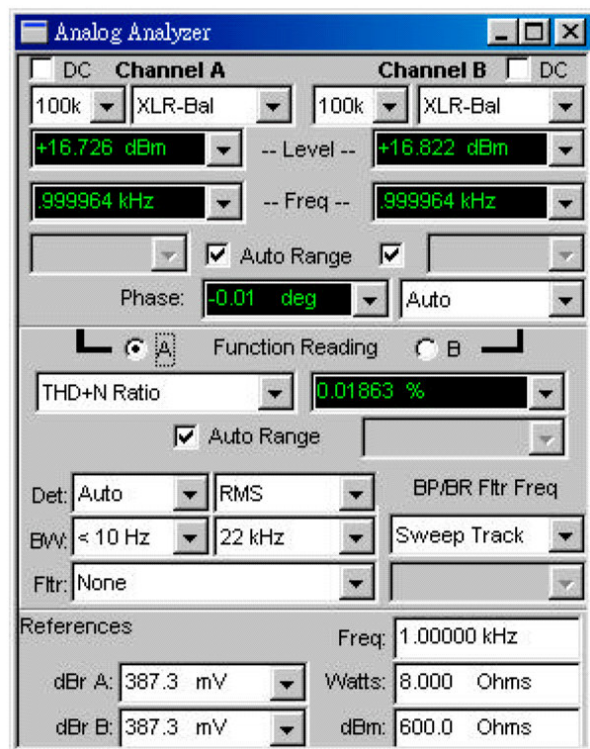 Analog Analyzer
DC Channel A Channel B DC
100k XLR-Bal 100k XLR-Bal
+16.726 dBm -- Level -- +16.822 dBm
.999964 kHz -- Freq -- .999964 kHz
Auto Range
Phase: -0.01 deg Auto
A Function Reading B
THD+N Ratio 0.01863 %
Auto Range
Det: Auto RMS BP/BR Fltr Freq
BW: < 10 Hz 22 kHz Sweep Track
Fltr: None
References Freq: 1.00000 kHz
dBr A: 387.3 mV Watts: 8.000 Ohms
dBr B: 387.3 mV dBm: 600.0 Ohms